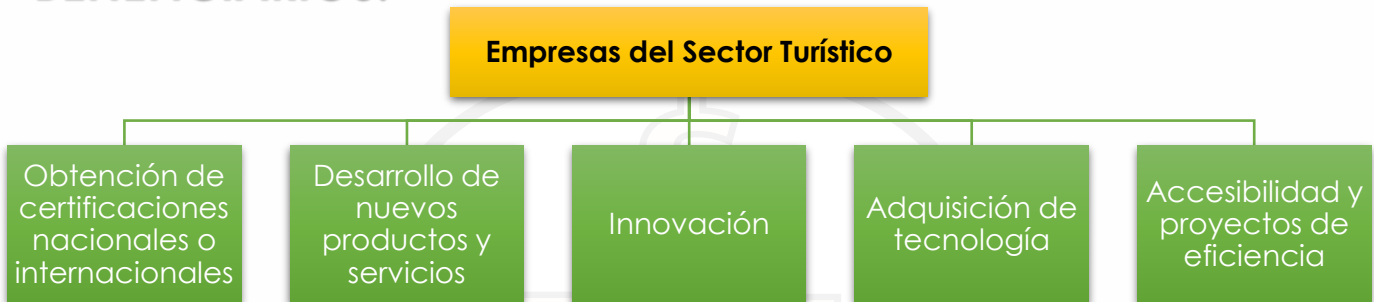 Empresas del Sector Turístico
Obtención de
certificaciones
nacionales o
internacionales
Desarrollo de
nuevos
productos y
servicios
Innovación
Adquisición de
tecnología
Accesibilidad y
proyectos de
eficiencia